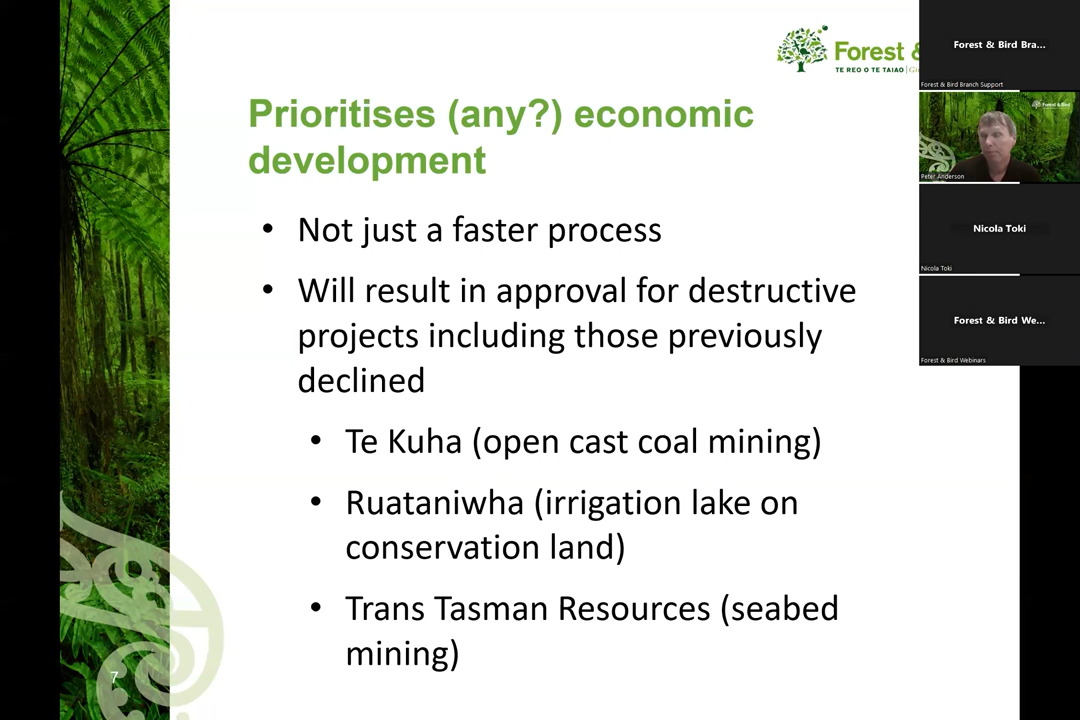 Forest &
TE REO O TE TAIAO
Prioritises (any?) economic
development
• Not just a faster process
• Will result in approval for destructive
projects including those previously
declined
• Te Kuha (open cast coal mining)
• Ruataniwha (irrigation lake on
conservation land)
• Trans Tasman Resources (seabed
mining)
7
Forest & Bird Bra...
Forest & Bird Branch Support
Forest & Bird
Peter Anderson
Nicola Toki
Nicola Toki
Forest & Bird We...
Forest & Bird Webinars